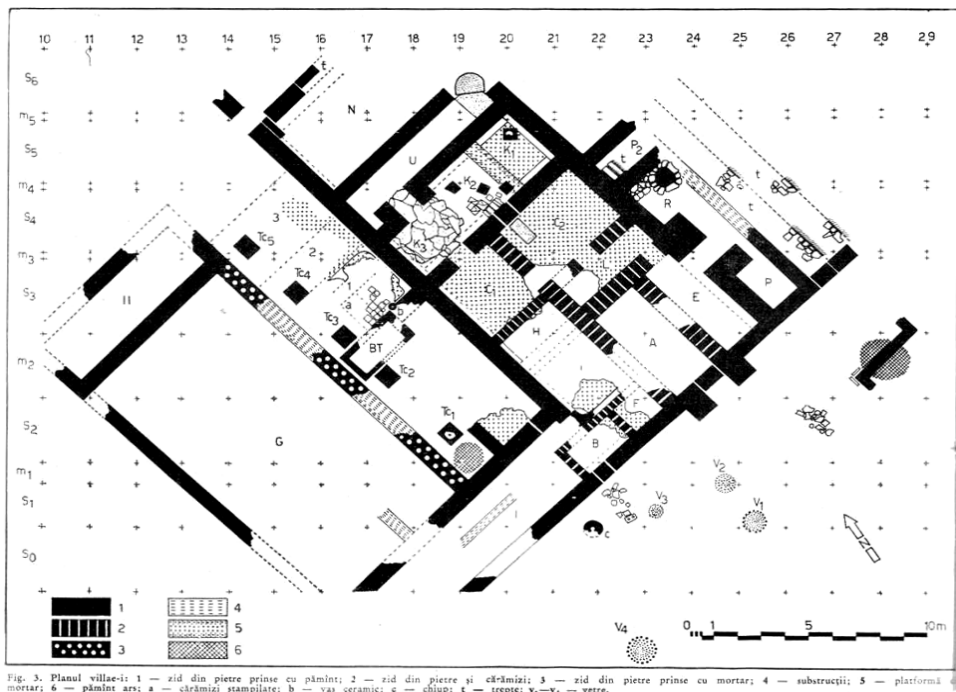 10 11 12 13 14 15 16 17 18 19 20 21 22 23 24 25 26 27 28 29
S6
t
N
m5
P2
S5
K1
t
t
U
m4
K2
t
R
S4
3
C2
K3
Tc5
2
m3
L
Tc4
1
E
P
S3
II
a
C1
b
Tc3
H
A
BT
m2
Tc2
I
F
Tc1
S2
G
B
m1
V2
V3
V1
S1
I
c
S0
N
1
2
3
4
5
6
V4
0 1 5 10m
Fig. 3. Planul villae-i: 1 — zid din pietre prinse cu pămînt; 2 — zid din pietre și cărămizi; 3 — zid din pietre prinse cu mortar; 4 — substrucții; 5 — platformă
mortar; 6 — pămînt ars; a — cărămizi ștampilate; b — vas ceramic; c — chiup; t — trepte; v1—v4 — vetre.